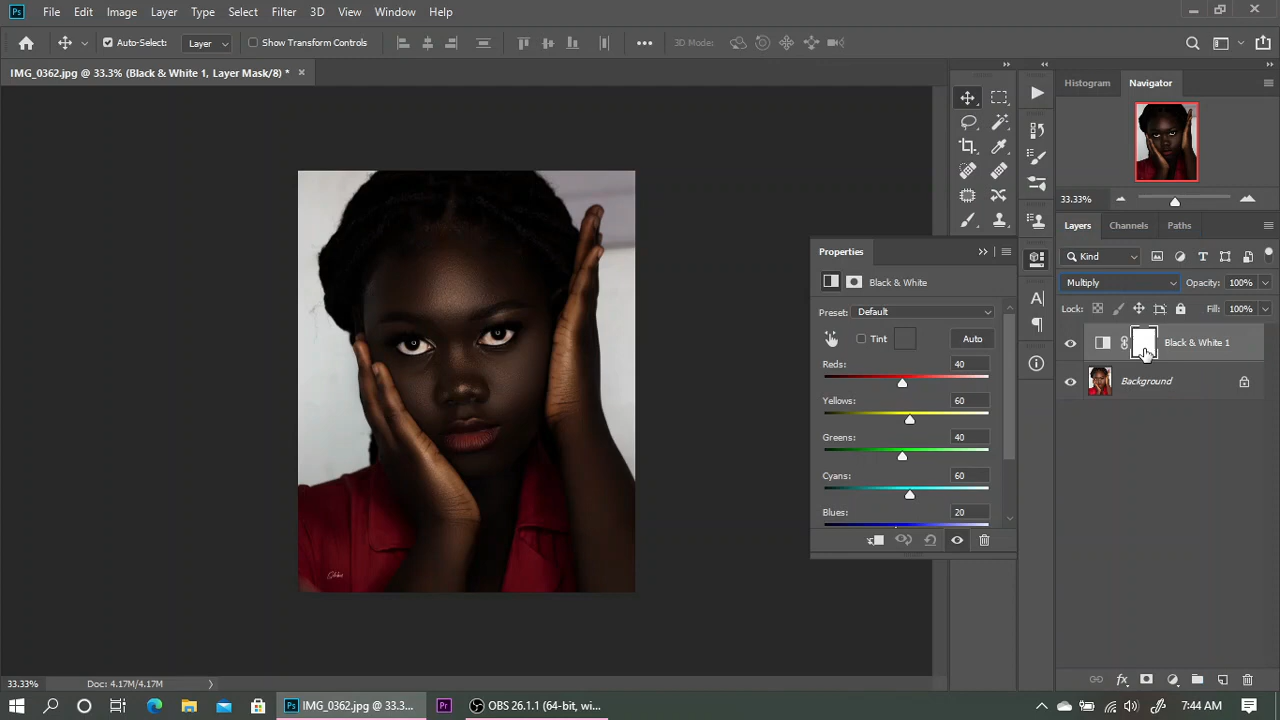 Ps File Edit Image Layer Type Select Filter 3D View Window Help
Auto-Select: Layer Show Transform Controls 3D Mode:
IMG_0362.jpg @ 33.3% (Black & White 1, Layer Mask/8) *
Histogram Navigator
33.33%
Layers Channels Paths
Kind
Multiply Opacity: 100%
Lock: Fill: 100%
Black & White 1
Background
Properties
Black & White
Preset: Default
Tint Auto
Reds: 40
Yellows: 60
Greens: 40
Cyans: 60
Blues: 20
33.33% Doc: 4.17M/4.17M
Ps IMG_0362.jpg @ 33.3... Pr OBS 26.1.1 (64-bit, wi... 7:44 AM